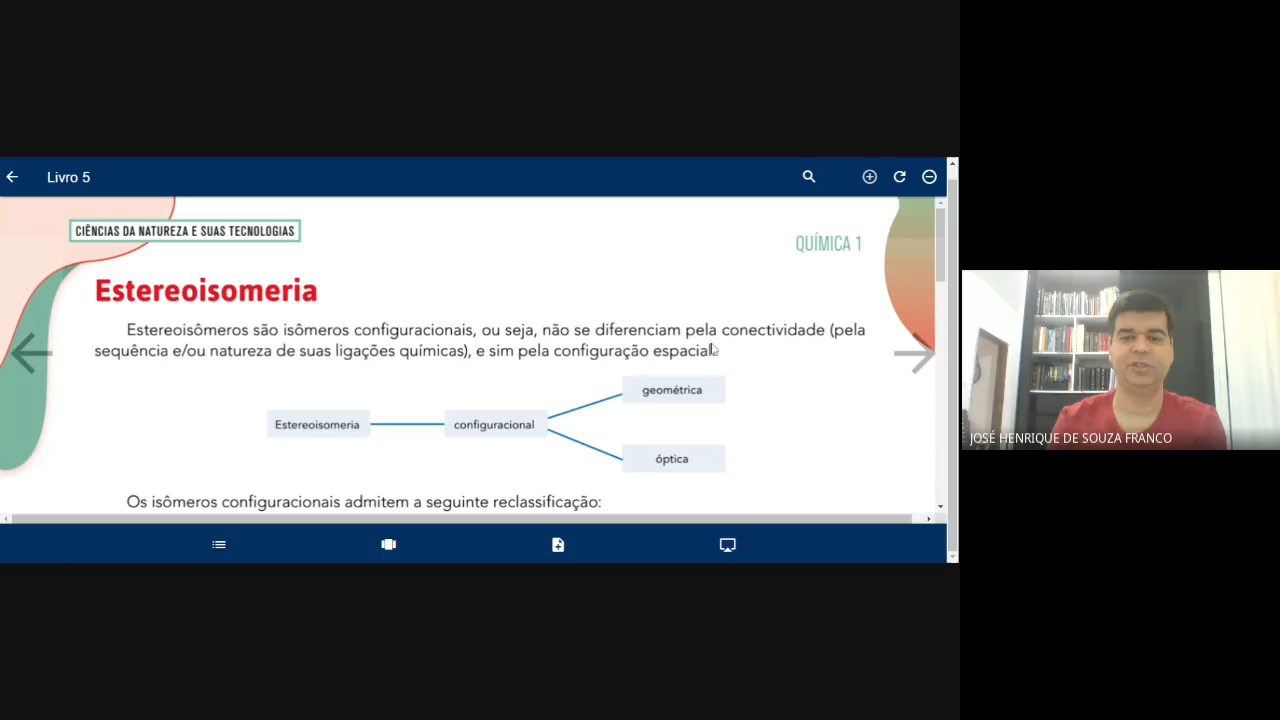 Livro 5
CIÊNCIAS DA NATUREZA E SUAS TECNOLOGIAS
QUÍMICA 1
Estereoisomeria
Estereoisômeros são isômeros configuracionais, ou seja, não se diferenciam pela conectividade (pela
sequência e/ou natureza de suas ligações químicas), e sim pela configuração espacial.
geométrica
Estereoisomeria
configuracional
óptica
Os isômeros configuracionais admitem a seguinte reclassificação:
JOSÉ HENRIQUE DE SOUZA FRANCO